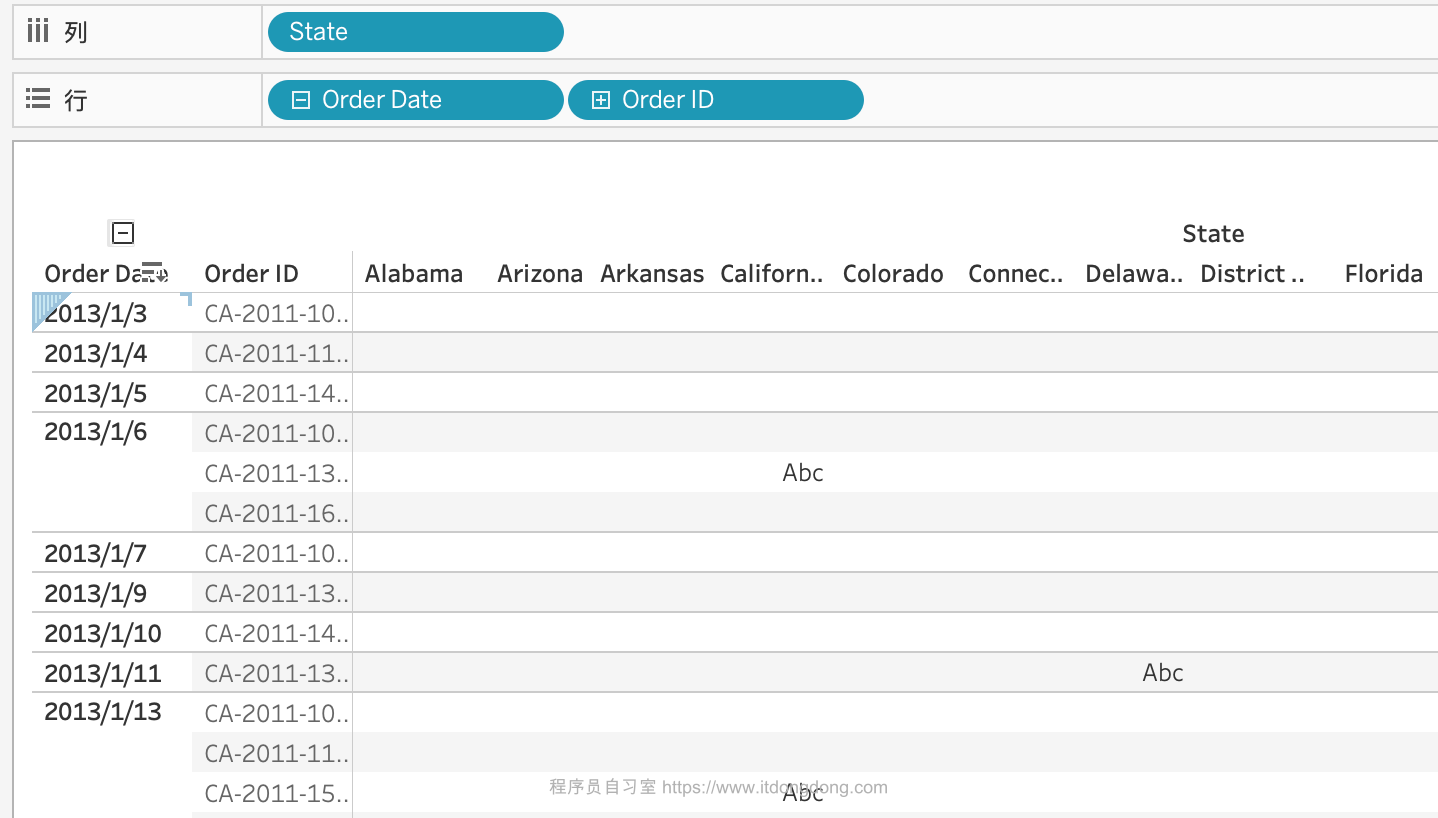 列 State
行 Order Date Order ID
State
Order Date Order ID Alabama Arizona Arkansas Californ.. Colorado Connec.. Delawa.. District .. Florida
2013/1/3 CA-2011-10..
2013/1/4 CA-2011-11..
2013/1/5 CA-2011-14..
2013/1/6 CA-2011-10..
CA-2011-13.. Abc
CA-2011-16..
2013/1/7 CA-2011-10..
2013/1/9 CA-2011-13..
2013/1/10 CA-2011-14..
2013/1/11 CA-2011-13.. Abc
2013/1/13 CA-2011-10..
CA-2011-11..
CA-2011-15.. Abc
程序员自习室 https://www.itdongdong.com